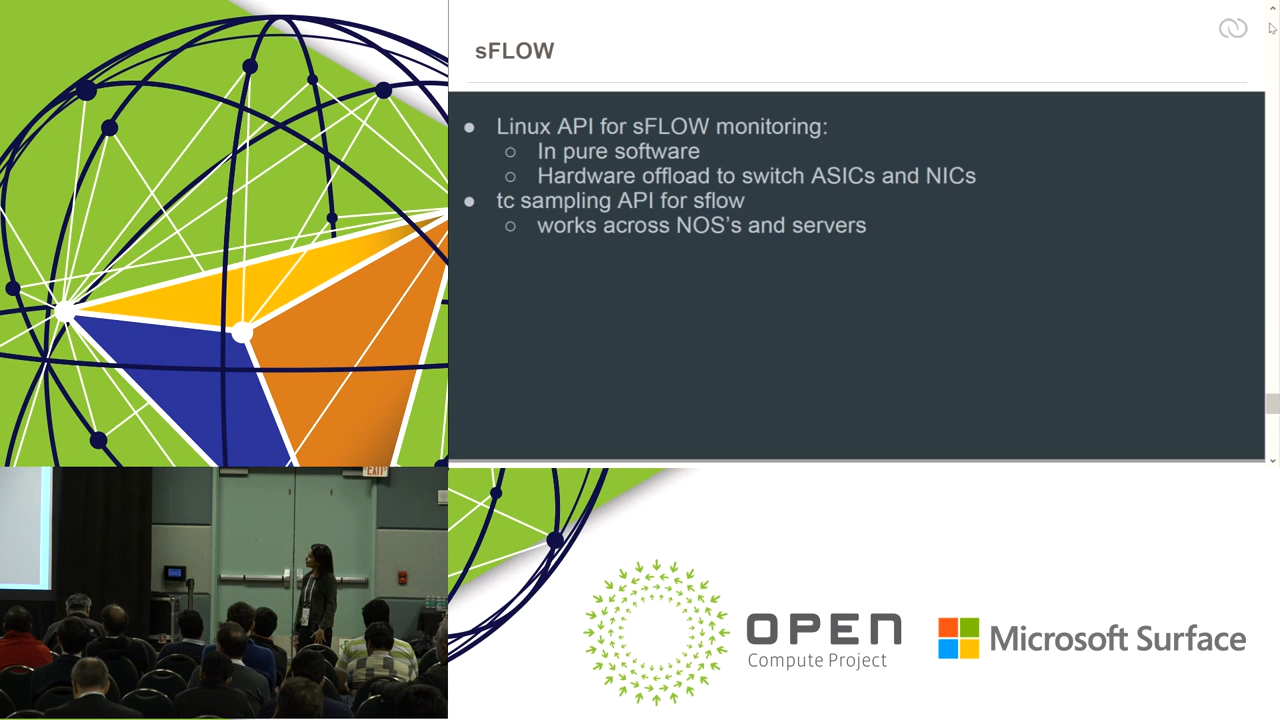 sFLOW
● Linux API for sFLOW monitoring:
○ In pure software
○ Hardware offload to switch ASICs and NICs
● tc sampling API for sflow
○ works across NOS's and servers
EXIT
OPEN
Compute Project
Microsoft Surface